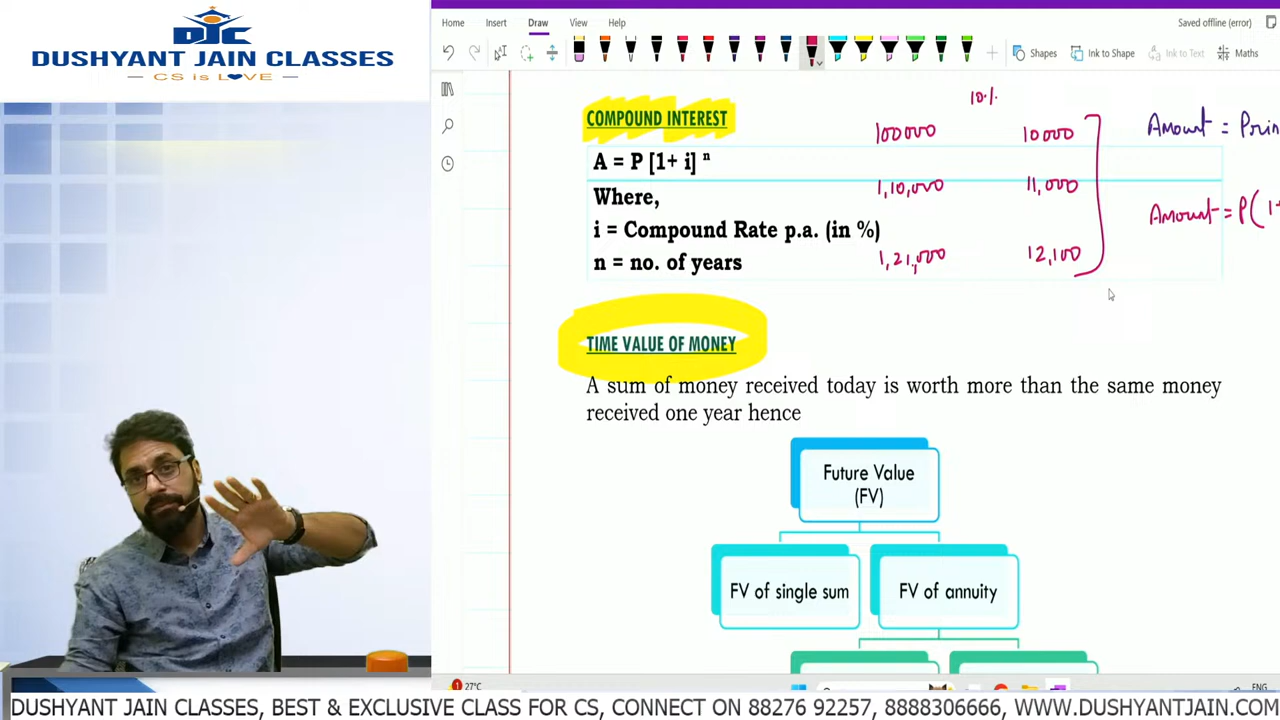 DJC
DUSHYANT JAIN CLASSES
CS is LOVE
Home Insert Draw View Help
Saved offline (error)
Shapes Ink to Shape Ink to Text Maths
10%
COMPOUND INTEREST
100000 10000
Amount = Prin
A = P [1+ i] n
Where,
1,10,000 11,000
Amount = P(1+
i = Compound Rate p.a. (in %)
n = no. of years
1,21,000 12,100
TIME VALUE OF MONEY
A sum of money received today is worth more than the same money
received one year hence
Future Value
(FV)
FV of single sum
FV of annuity
1
27°C
ENG
DUSHYANT JAIN CLASSES, BEST & EXCLUSIVE CLASS FOR CS, CONNECT ON 88276 92257, 8888306666, WWW.DUSHYANTJAIN.COM